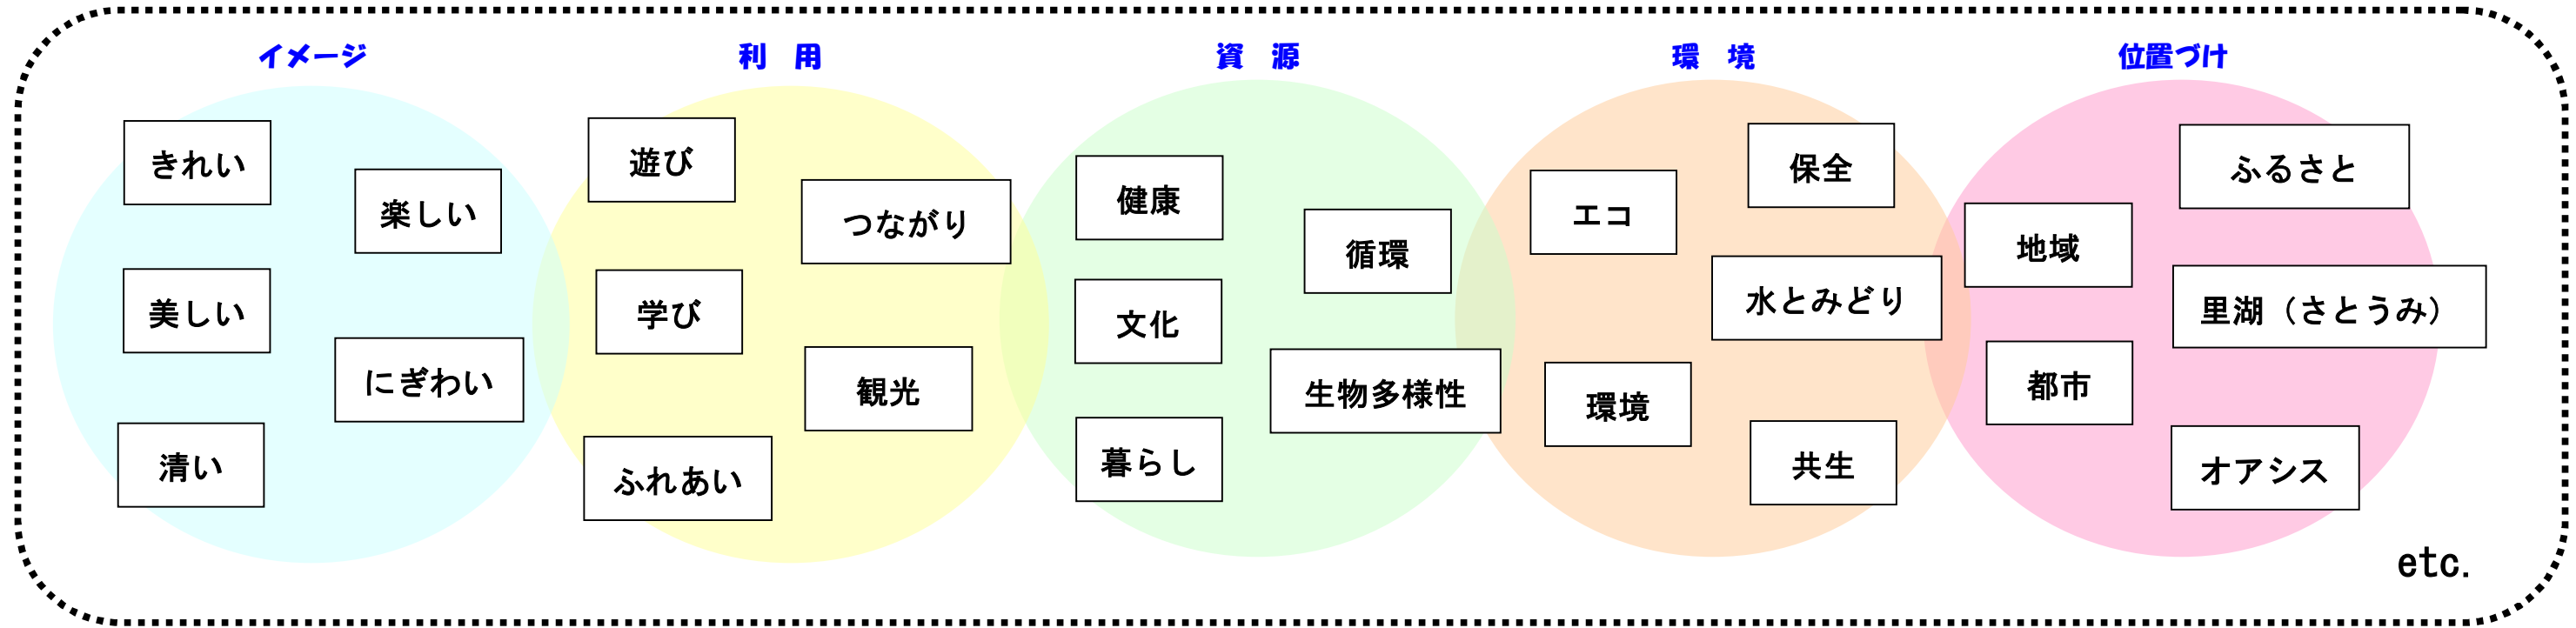 イメージ
きれい
楽しい
美しい
にぎわい
清い
利　用
遊び
つながり
学び
観光
ふれあい
資　源
健康
循環
文化
生物多様性
暮らし
環　境
保全
エコ
水とみどり
環境
共生
位置づけ
ふるさと
地域
里湖（さとうみ）
都市
オアシス
etc.